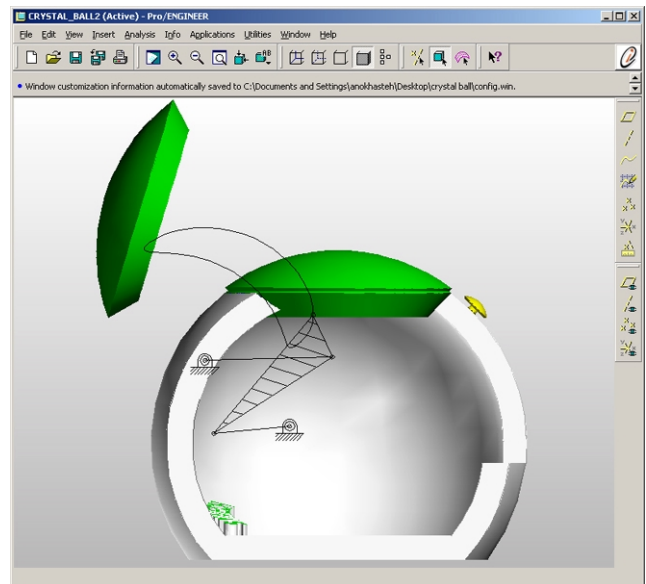 CRYSTAL_BALL2 (Active) - Pro/ENGINEER
File Edit View Insert Analysis Info Applications Utilities Window Help
• Window customization information automatically saved to C:\Documents and Settings\anokhasteh\Desktop\crystal ball\config.win.